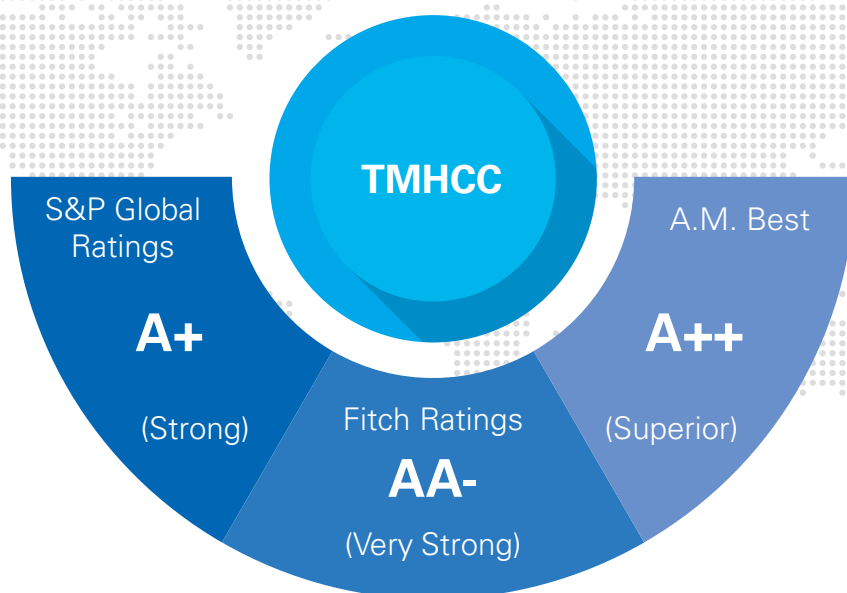 TMHCC
S&P Global
Ratings
A+
(Strong)
Fitch Ratings
AA-
(Very Strong)
A.M. Best
A++
(Superior)